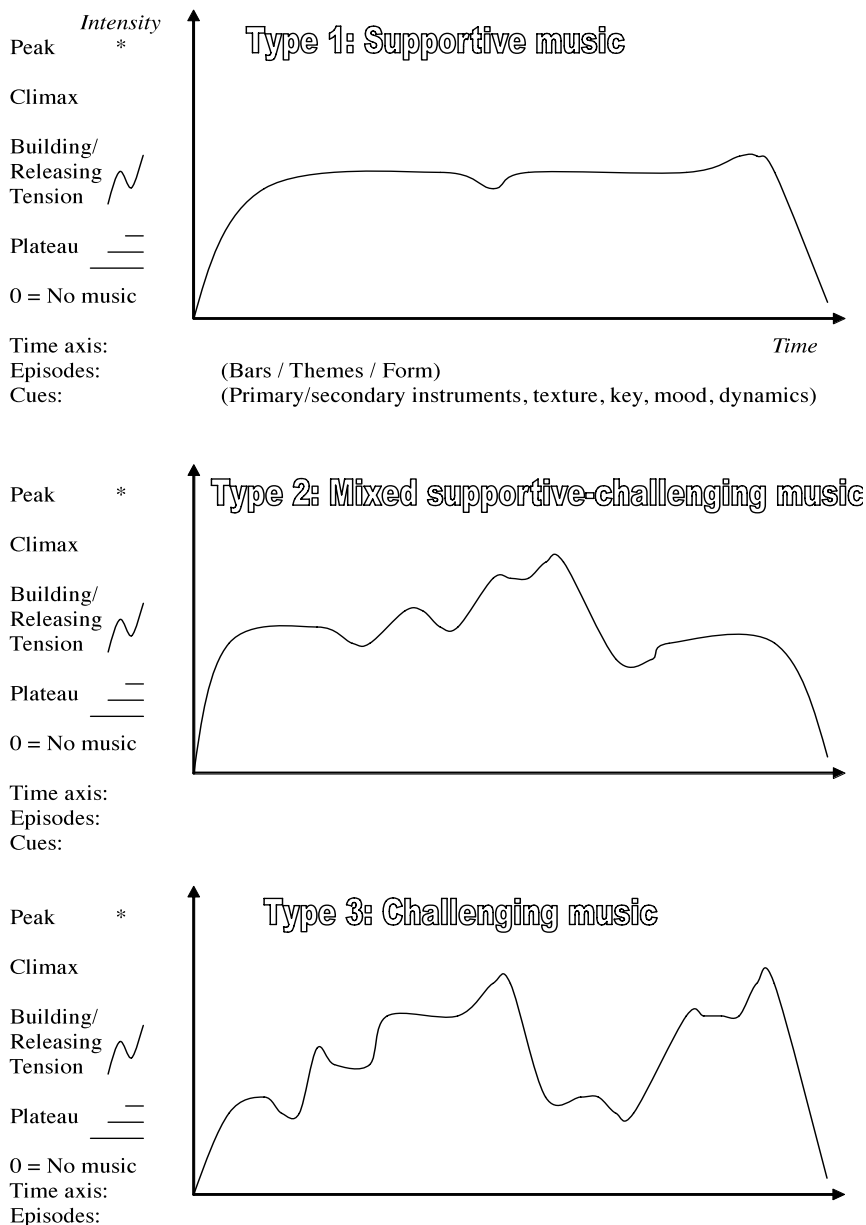 Intensity
Type 1: Supportive music
Peak *
Climax
Building/
Releasing
Tension
Plateau
0 = No music
Time axis: Time
Episodes: (Bars / Themes / Form)
Cues: (Primary/secondary instruments, texture, key, mood, dynamics)
Type 2: Mixed supportive-challenging music
Peak *
Climax
Building/
Releasing
Tension
Plateau
0 = No music
Time axis:
Episodes:
Cues:
Type 3: Challenging music
Peak *
Climax
Building/
Releasing
Tension
Plateau
0 = No music
Time axis:
Episodes: